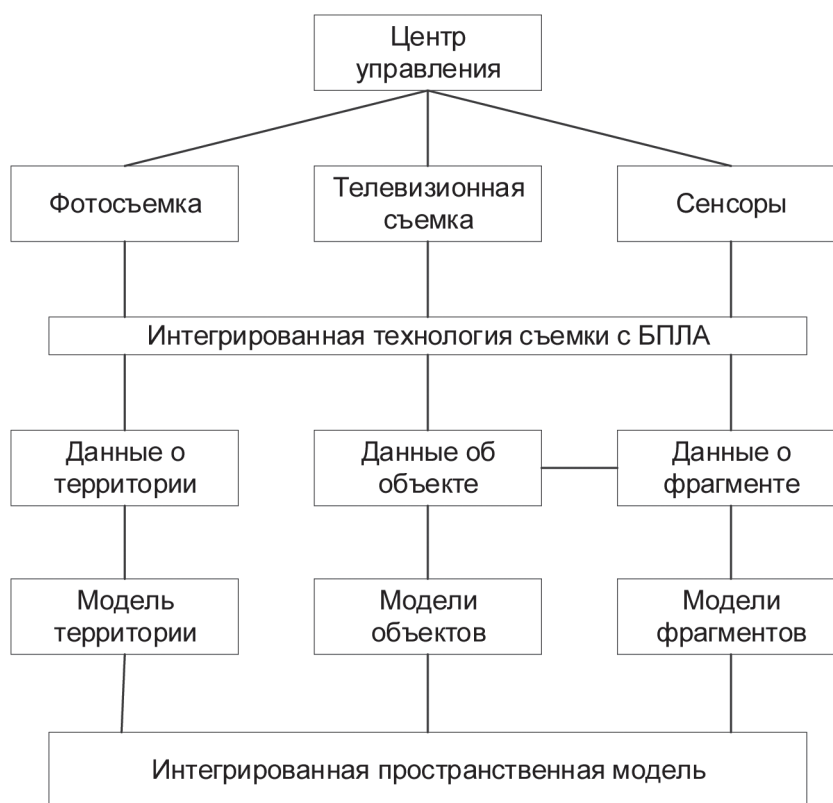 Центр
управления
Фотосъемка
Телевизионная
съемка
Сенсоры
Интегрированная технология съемки с БПЛА
Данные о
территории
Данные об
объекте
Данные о
фрагменте
Модель
территории
Модели
объектов
Модели
фрагментов
Интегрированная пространственная модель